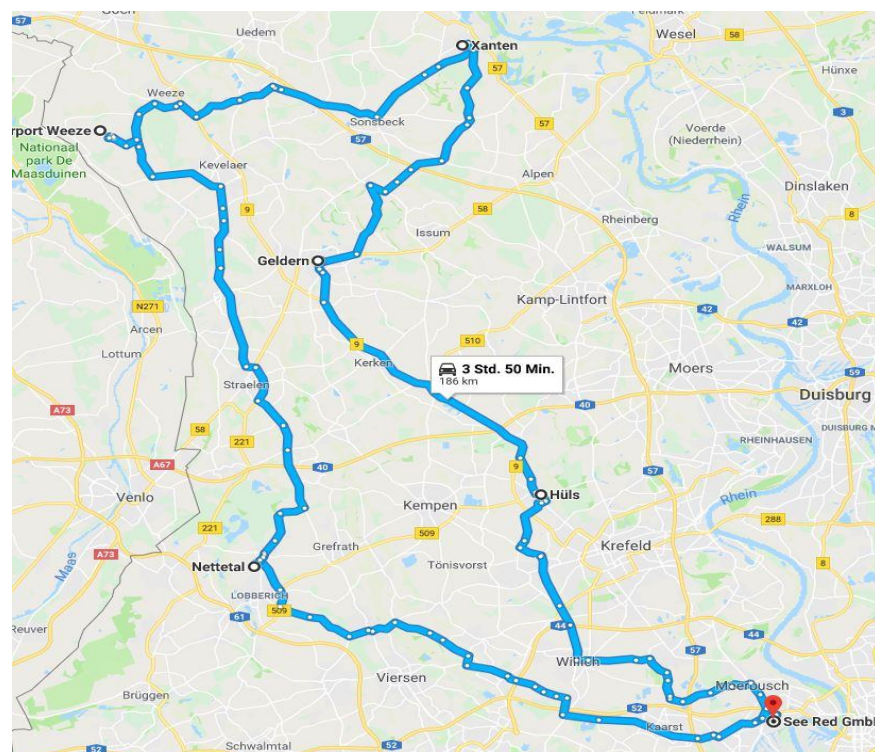 Uedem
Xanten
Wesel
58
57
Hünxe
Weeze
57
3
rport Weeze
Sonsbeck
Voerde
(Niederrhein)
Nationaal
park De
Maasduinen
57
Kevelaer
Alpen
Dinslaken
9
58
Rhein
8
Issum
Rheinberg
WALSUM
Geldern
MARXLOH
N271
Kamp-Lintfort
42
42
Arcen
510
9
Lottum
Kerken
3 Std. 50 Min.
186 km
Moers
59
Straelen
Duisburg
A73
40
58
221
RHEINHAUSEN
DUISBURG M
A67
40
9
57
Venlo
Hüls
Rhein
Kempen
221
509
288
A73
Grefrath
Krefeld
Maas
Nettetal
Tönisvorst
8
LOBBERICH
61
509
Reuver
44
44
57
Willich
Viersen
Meerbusch
Brüggen
52
See Red Gmb
Kaarst
52
52
Schwalmtal